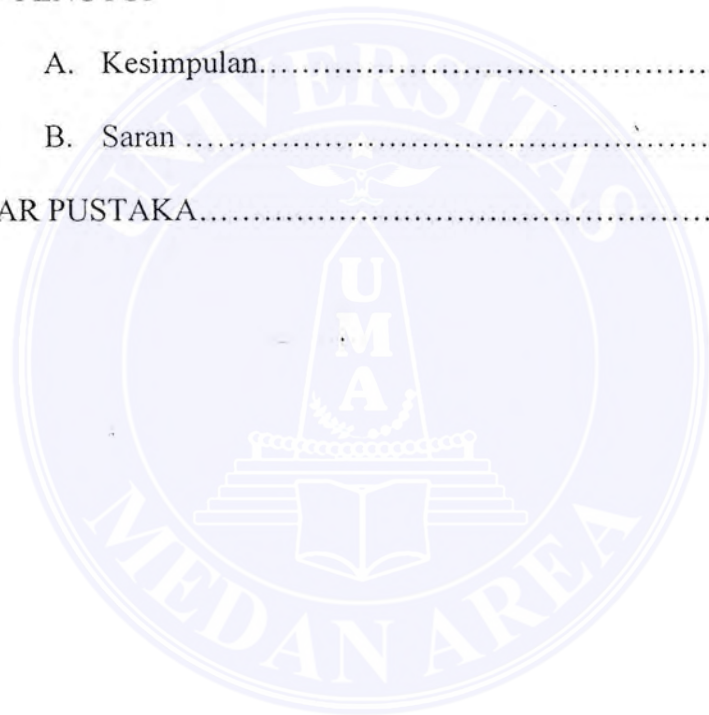 A. Kesimpulan......................................................
B. Saran ...............................................................
AR PUSTAKA.........................................................
UNIVERSITAS
UMA
MEDAN AREA